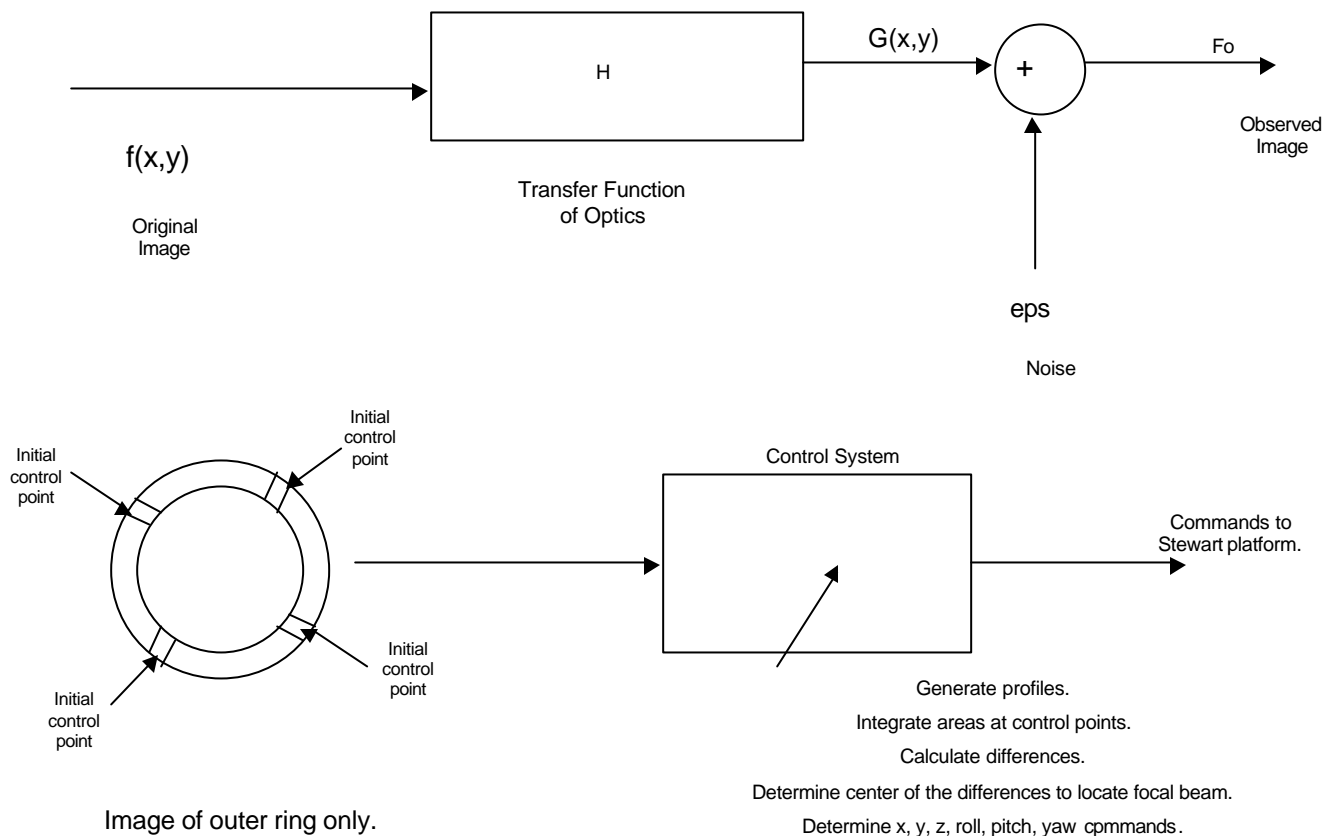 G(x,y)
H
+
Fo
f(x,y)
Observed
Image
Transfer Function
of Optics
Original
Image
eps
Noise
Initial
control
point
Initial
control
point
Initial
control
point
Initial
control
point
Control System
Commands to
Stewart platform.
Generate profiles.
Integrate areas at control points.
Calculate differences.
Determine center of the differences to locate focal beam.
Determine x, y, z, roll, pitch, yaw cpmmands.
Image of outer ring only.